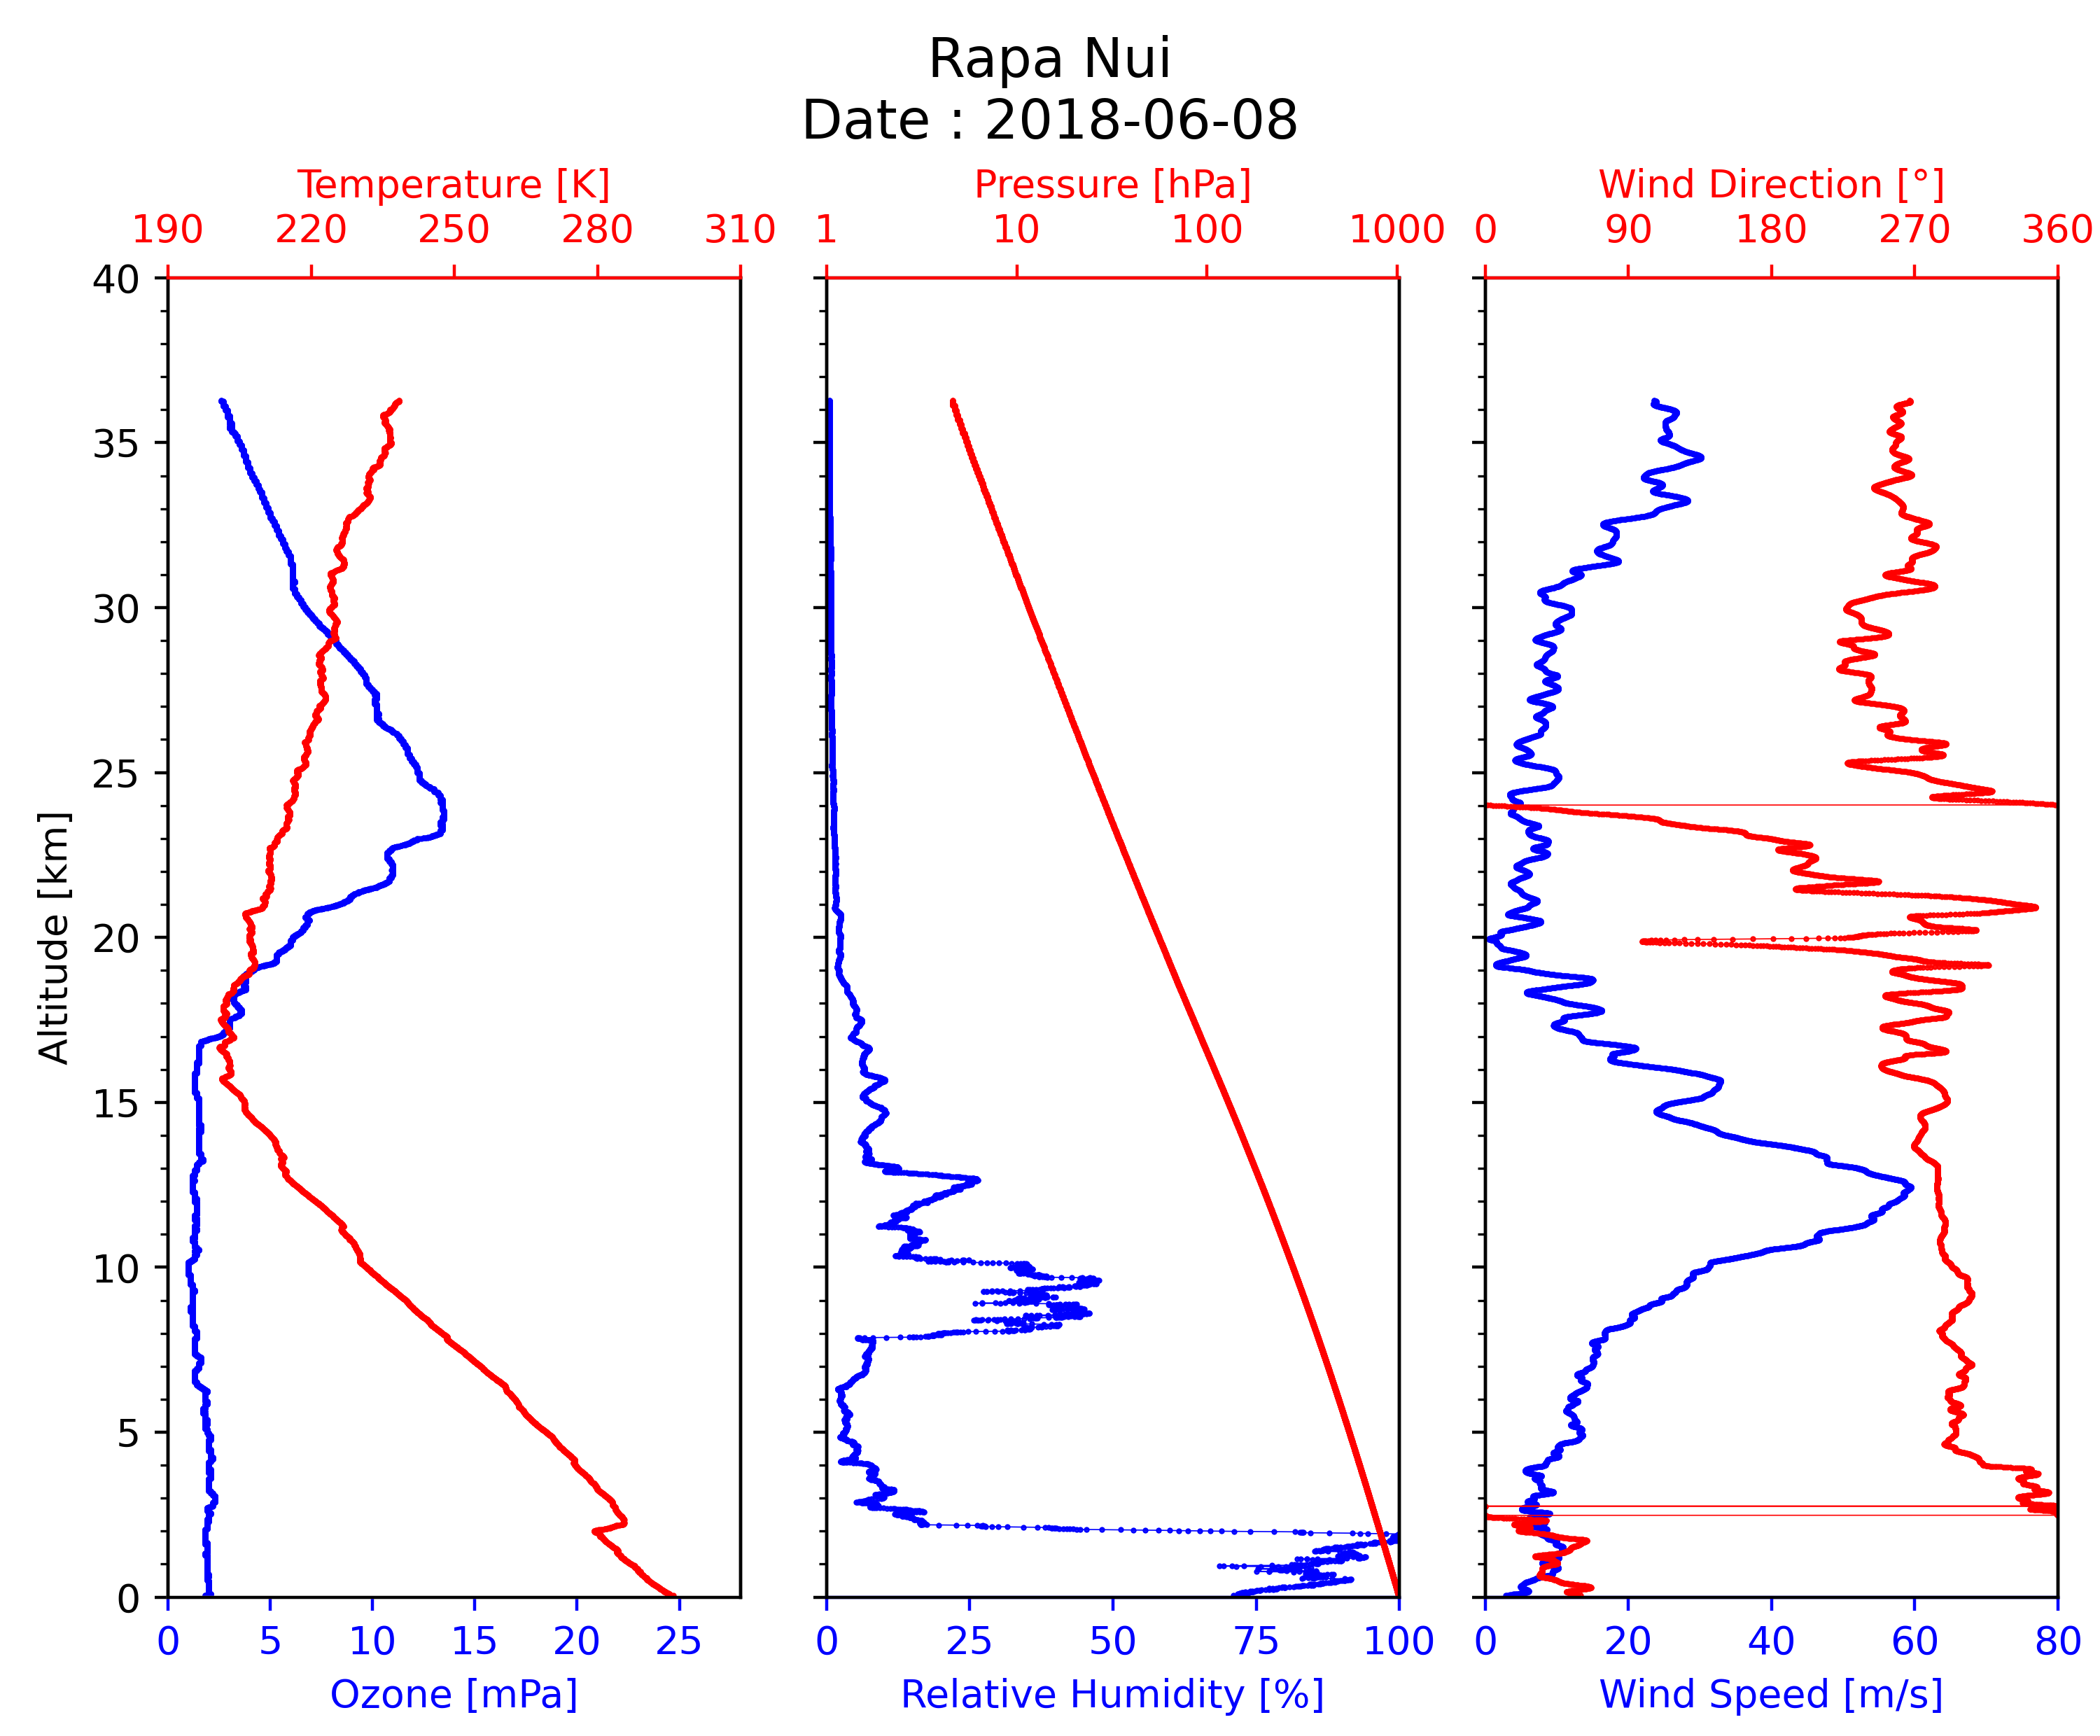 Rapa Nui
Date : 2018-06-08
Temperature [K]
190 220 250 280 310
Pressure [hPa]
1 10 100 1000
Wind Direction [°]
0 90 180 270 360
Altitude [km]
40
35
30
25
20
15
10
5
0
0 5 10 15 20 25
Ozone [mPa]
0 25 50 75 100
Relative Humidity [%]
0 20 40 60 80
Wind Speed [m/s]